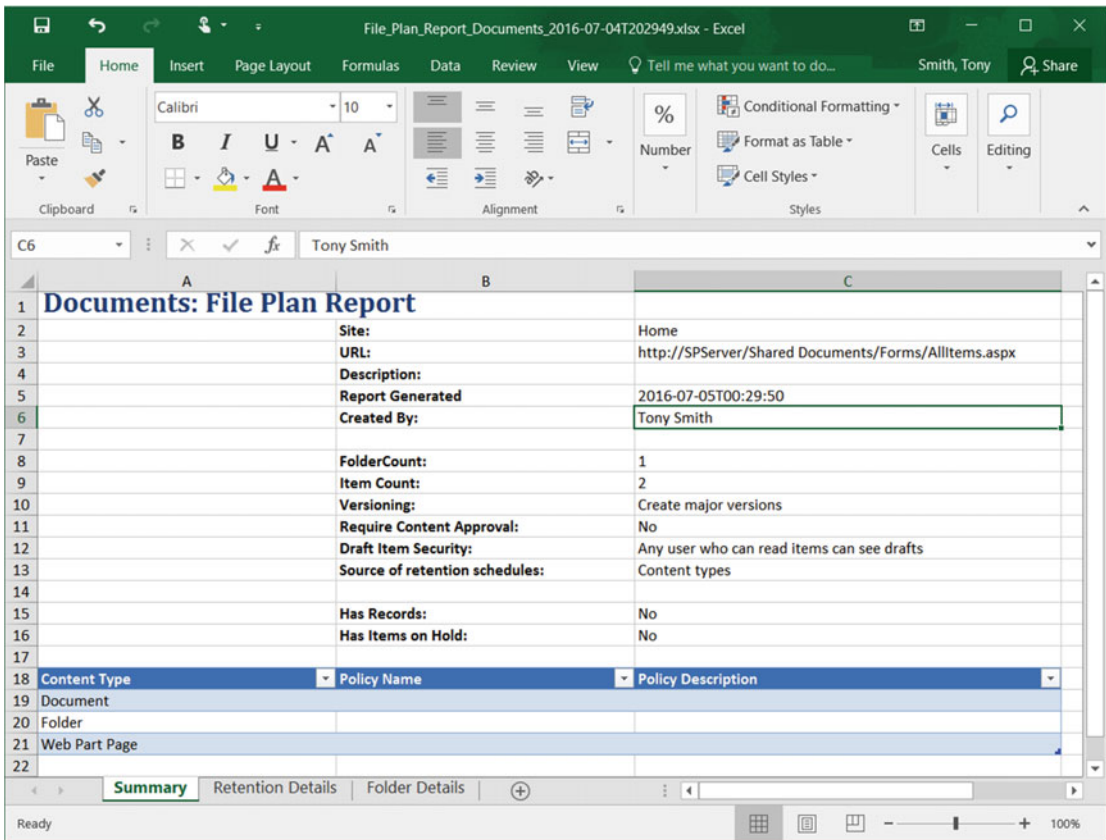 File_Plan_Report_Documents_2016-07-04T202949.xlsx - Excel
File Home Insert Page Layout Formulas Data Review View Tell me what you want to do... Smith, Tony Share
Calibri 10
Conditional Formatting
Paste
B I U A A
%
Number
Format as Table
Cells Editing
A
Cell Styles
Clipboard Font Alignment Styles
C6 fx Tony Smith
A B C
1 Documents: File Plan Report
2 Site: Home
3 URL: http://SPServer/Shared Documents/Forms/AllItems.aspx
4 Description:
5 Report Generated 2016-07-05T00:29:50
6 Created By: Tony Smith
7
8 FolderCount: 1
9 Item Count: 2
10 Versioning: Create major versions
11 Require Content Approval: No
12 Draft Item Security: Any user who can read items can see drafts
13 Source of retention schedules: Content types
14
15 Has Records: No
16 Has Items on Hold: No
17
18 Content Type Policy Name Policy Description
19 Document
20 Folder
21 Web Part Page
22
Summary Retention Details Folder Details
Ready 100%